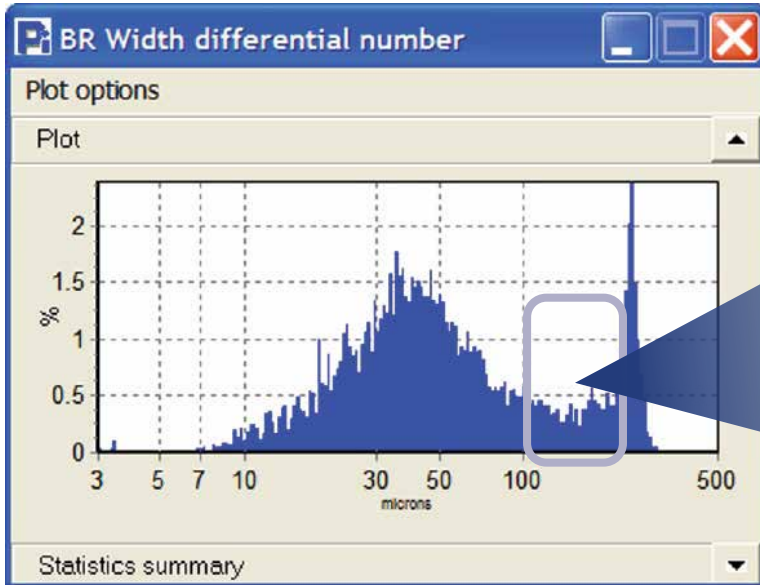 BR Width differential number
Plot options
Plot
2
1.5
1
0.5
0
%
3 5 7 10 30 50 100 500
microns
Statistics summary